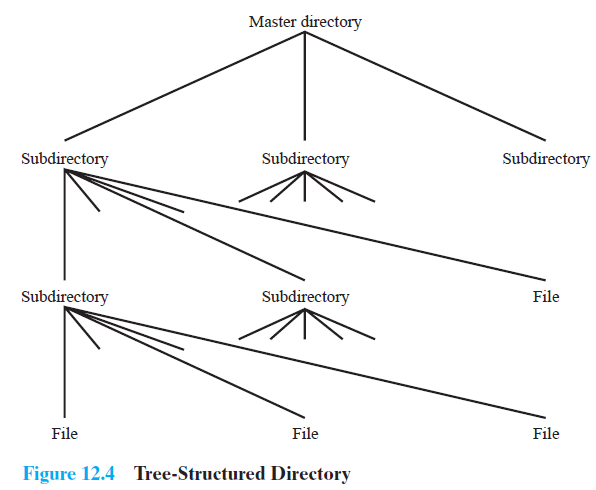 Master directory
Subdirectory Subdirectory Subdirectory
Subdirectory Subdirectory File
File File File
Figure 12.4 Tree-Structured Directory